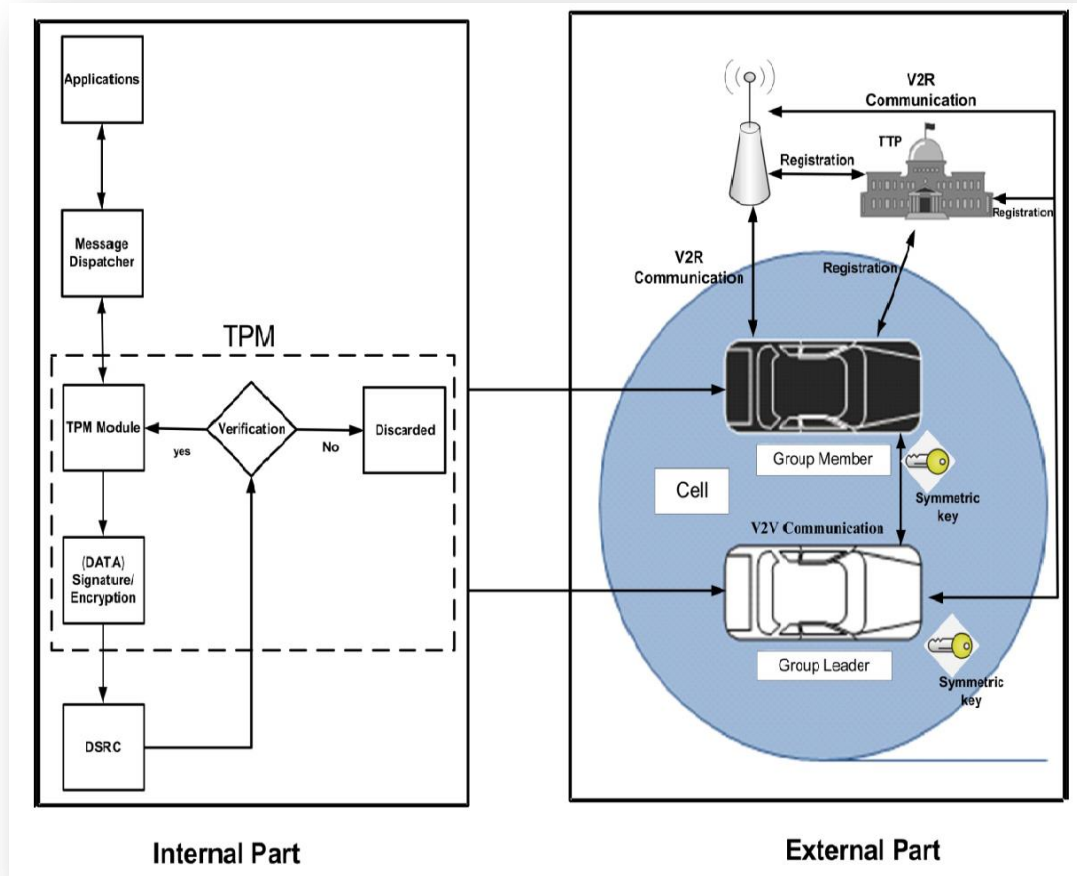 Applications
Message
Dispatcher
TPM
TPM Module
yes
Verification
No
Discarded
(DATA)
Signature/
Encryption
DSRC
Internal Part
V2R
Communication
TTP
Registration
Registration
V2R
Communication
Registration
Group Member
Cell
Symmetric
key
V2V Communication
Group Leader
Symmetric
key
External Part